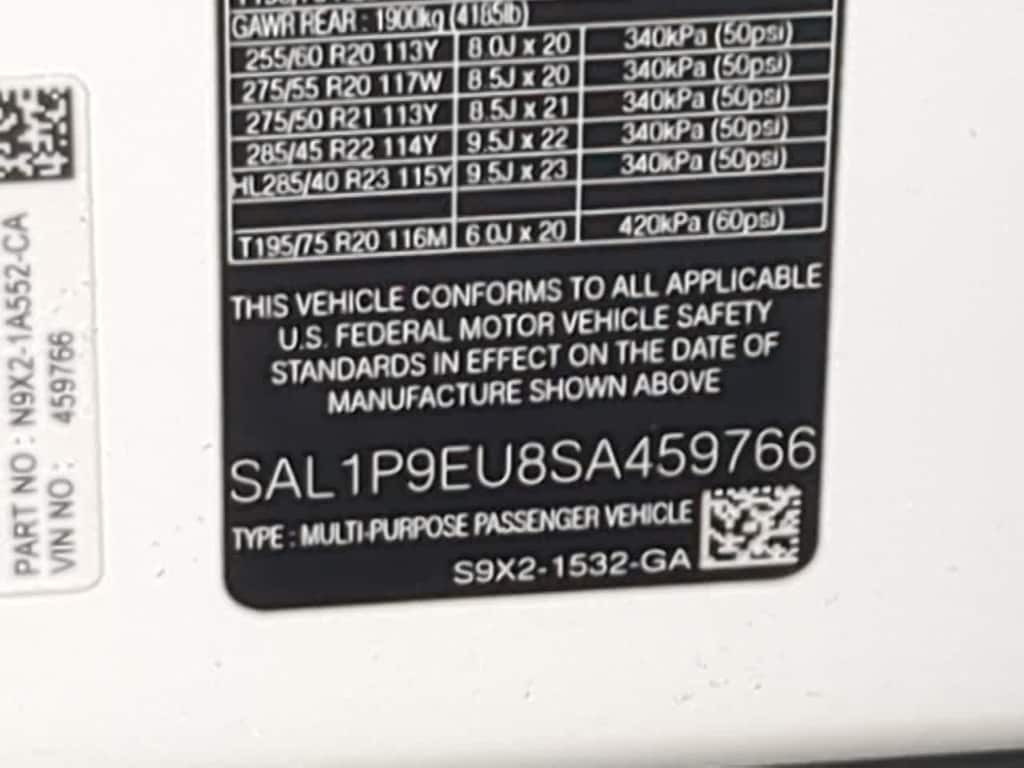 GAWR REAR : 1900kg (4185lb)
255/60 R20 113Y 8.0J x 20 340kPa (50psi)
275/55 R20 117W 8.5J x 20 340kPa (50psi)
275/50 R21 113Y 8.5J x 21 340kPa (50psi)
285/45 R22 114Y 9.5J x 22 340kPa (50psi)
HL285/40 R23 115Y 9.5J x 23 340kPa (50psi)
T195/75 R20 116M 6.0J x 20 420kPa (60psi)
THIS VEHICLE CONFORMS TO ALL APPLICABLE
U.S. FEDERAL MOTOR VEHICLE SAFETY
STANDARDS IN EFFECT ON THE DATE OF
MANUFACTURE SHOWN ABOVE
SAL1P9EU8SA459766
TYPE : MULTI-PURPOSE PASSENGER VEHICLE
S9X2-1532-GA
PART NO : N9X2-1A552-CA
VIN NO : 459766